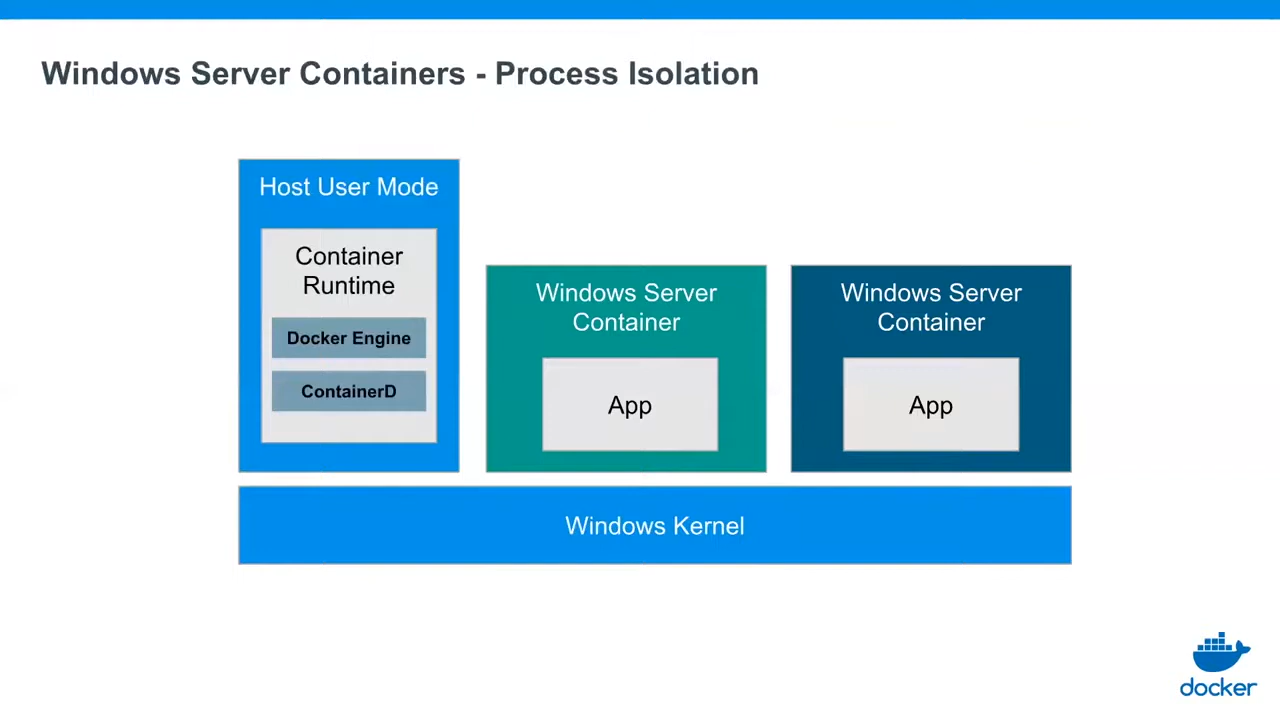 Windows Server Containers - Process Isolation
Host User Mode
Container
Runtime
Docker Engine
ContainerD
Windows Server
Container
App
Windows Server
Container
App
Windows Kernel
docker